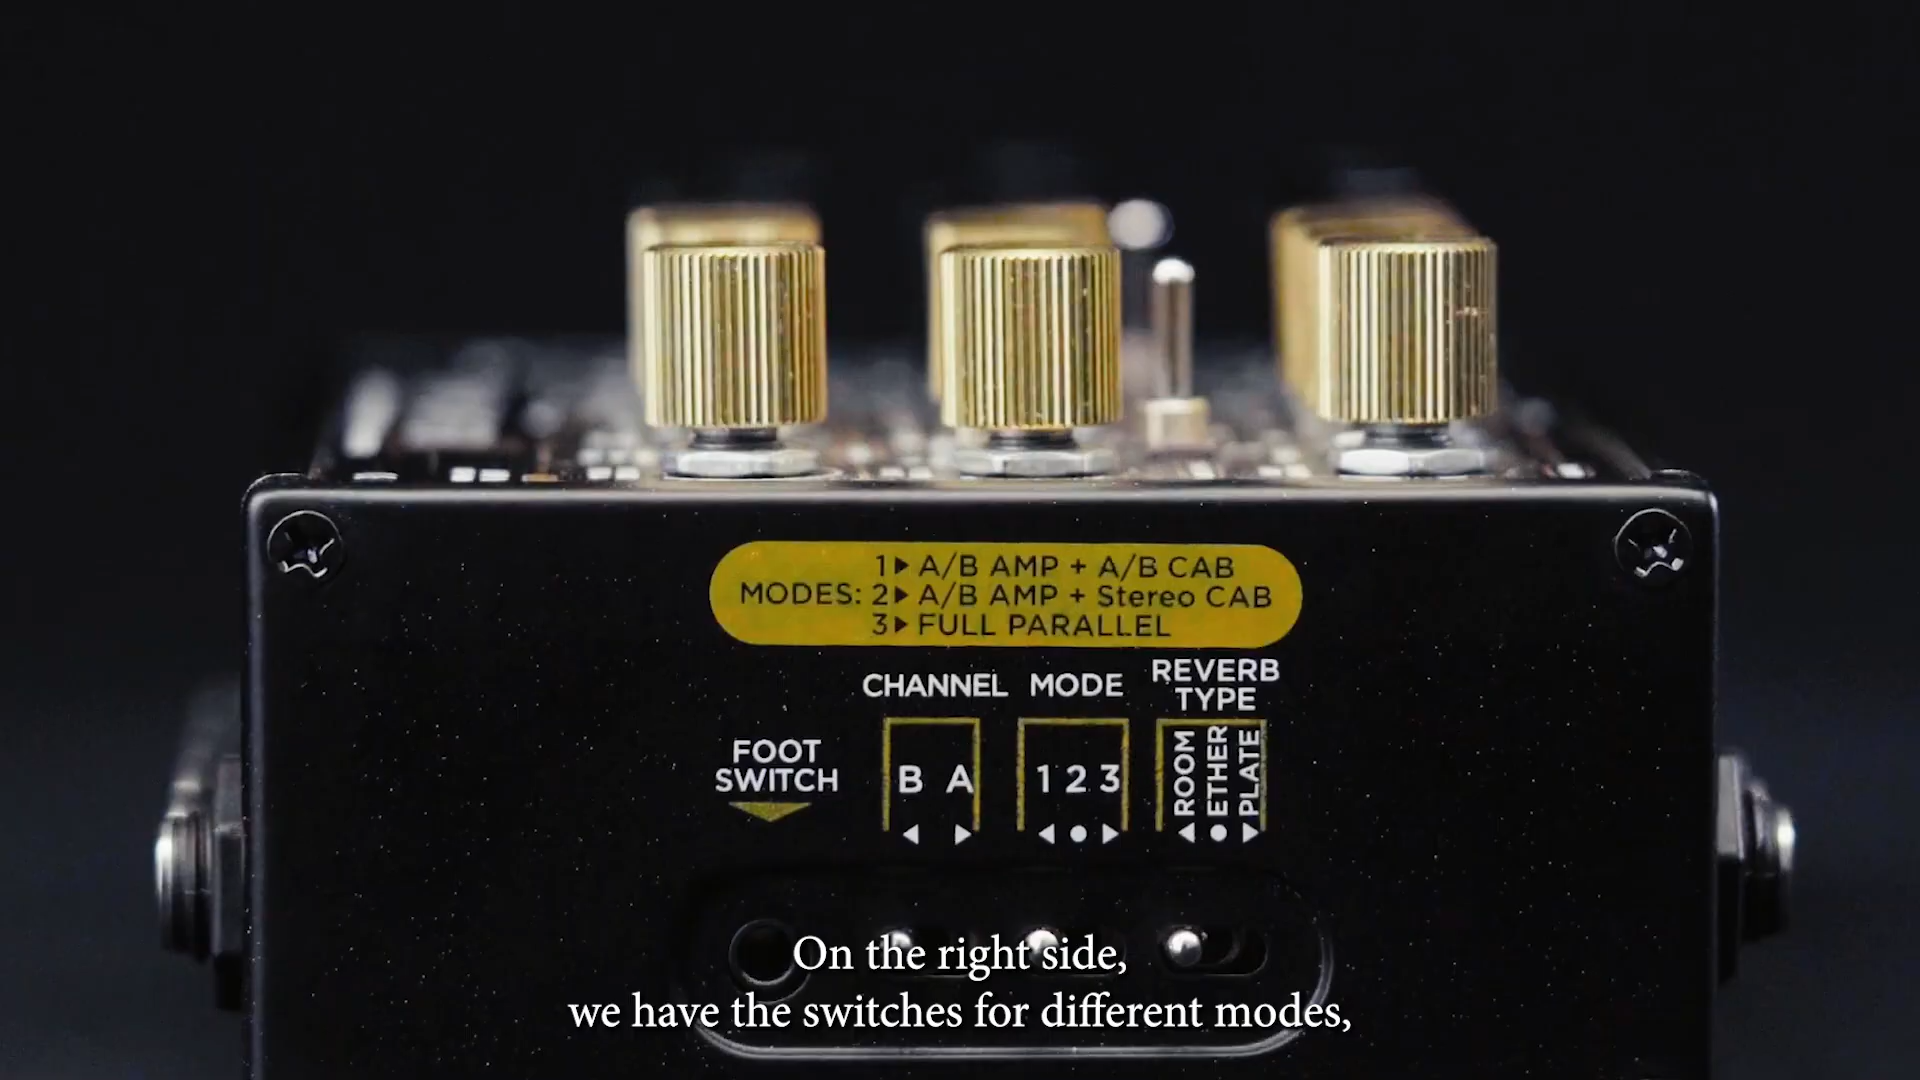 1▶ A/B AMP + A/B CAB
MODES: 2▶ A/B AMP + Stereo CAB
3▶ FULL PARALLEL
CHANNEL MODE REVERB TYPE
FOOT SWITCH
B A
1 2 3
ROOM
ETHER
PLATE
On the right side,
we have the switches for different modes,